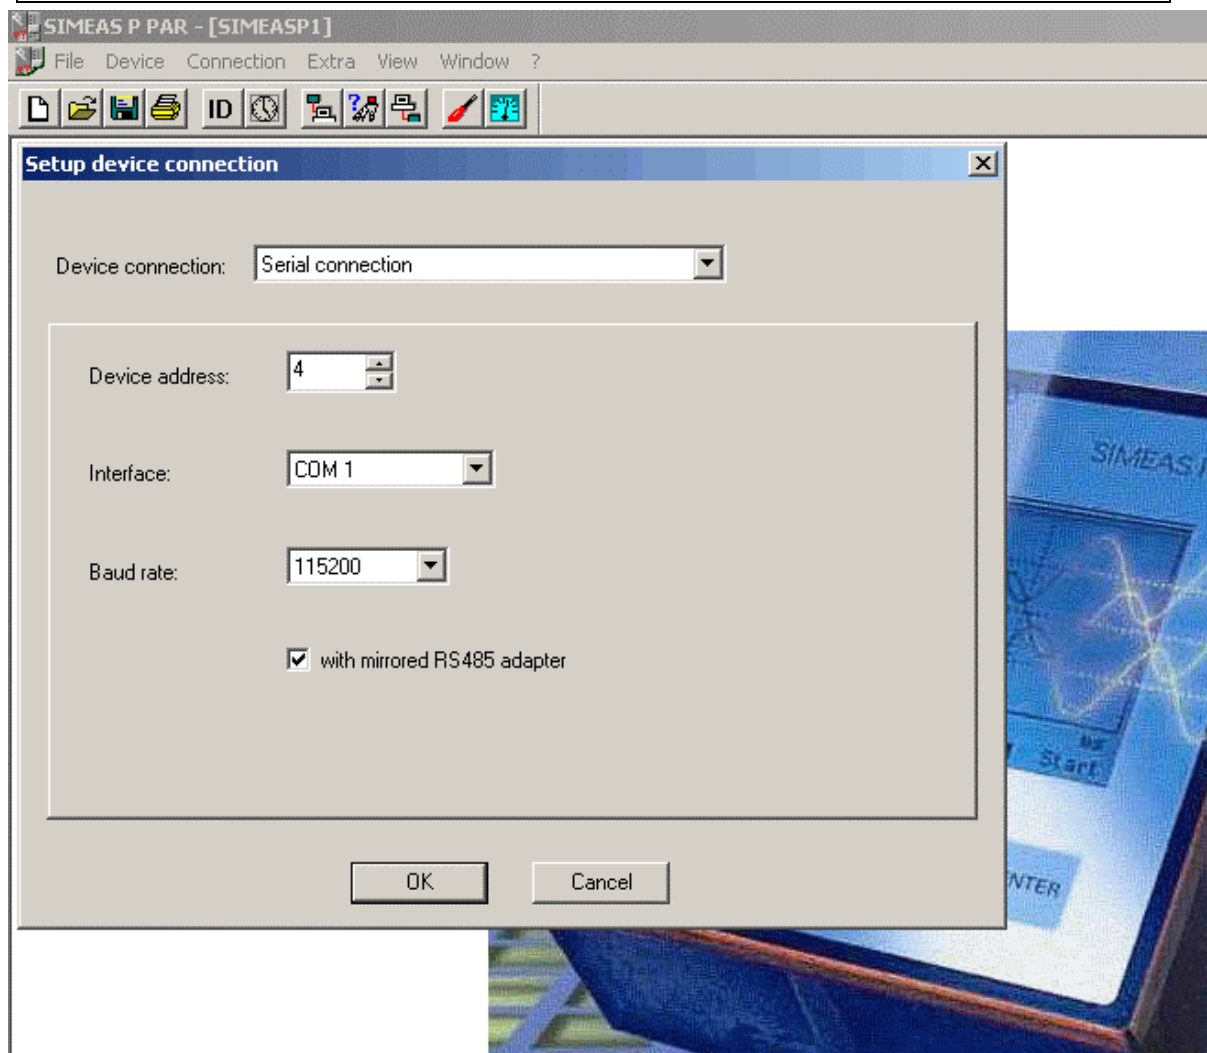 SIMEAS P PAR - [SIMEASP1]
File Device Connection Extra View Window ?
ID
Setup device connection
Device connection: Serial connection
Device address: 4
Interface: COM 1
Baud rate: 115200
with mirrored RS485 adapter
OK Cancel
SIMEAS
Start
ENTER